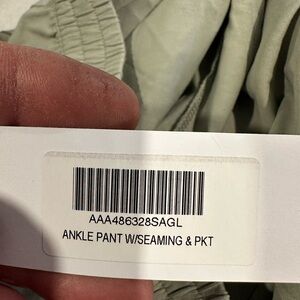 AAA486328SAGL
ANKLE PANT W/SEAMING & PKT